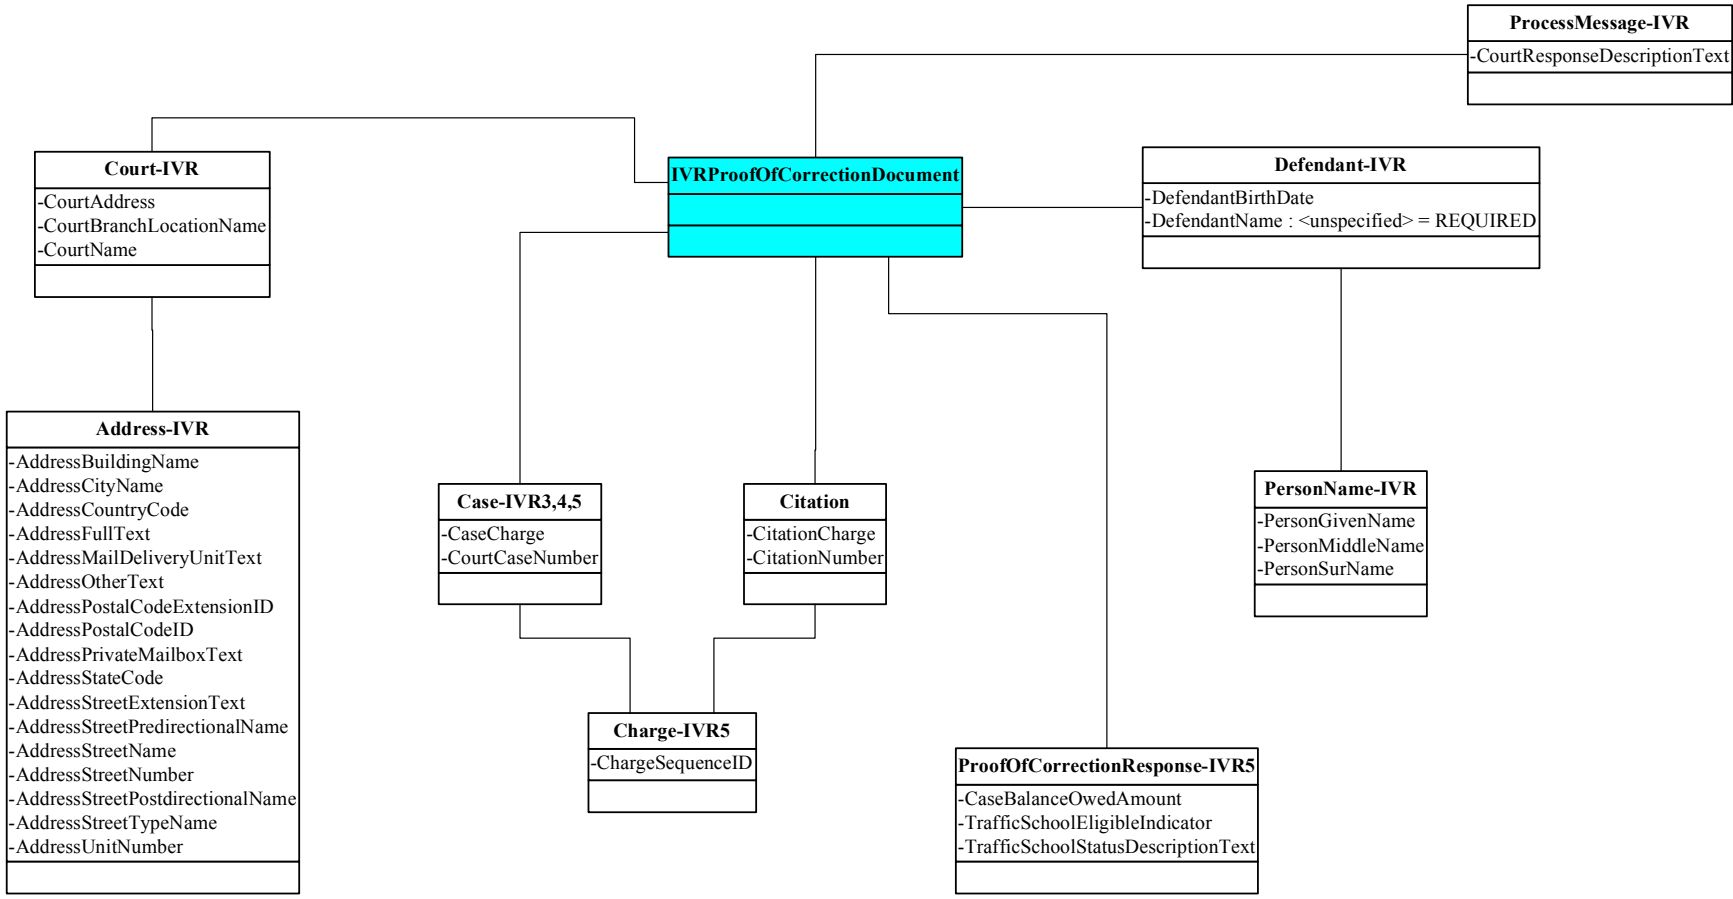 ProcessMessage-IVR
-CourtResponseDescriptionText
Court-IVR
-CourtAddress
-CourtBranchLocationName
-CourtName
IVRProofOfCorrectionDocument
Defendant-IVR
-DefendantBirthDate
-DefendantName : <unspecified> = REQUIRED
Address-IVR
-AddressBuildingName
-AddressCityName
-AddressCountryCode
-AddressFullText
-AddressMailDeliveryUnitText
-AddressOtherText
-AddressPostalCodeExtensionID
-AddressPostalCodeID
-AddressPrivateMailboxText
-AddressStateCode
-AddressStreetExtensionText
-AddressStreetPredirectionalName
-AddressStreetName
-AddressStreetNumber
-AddressStreetPostdirectionalName
-AddressStreetTypeName
-AddressUnitNumber
Case-IVR3,4,5
-CaseCharge
-CourtCaseNumber
Citation
-CitationCharge
-CitationNumber
PersonName-IVR
-PersonGivenName
-PersonMiddleName
-PersonSurName
Charge-IVR5
-ChargeSequenceID
ProofOfCorrectionResponse-IVR5
-CaseBalanceOwedAmount
-TrafficSchoolEligibleIndicator
-TrafficSchoolStatusDescriptionText